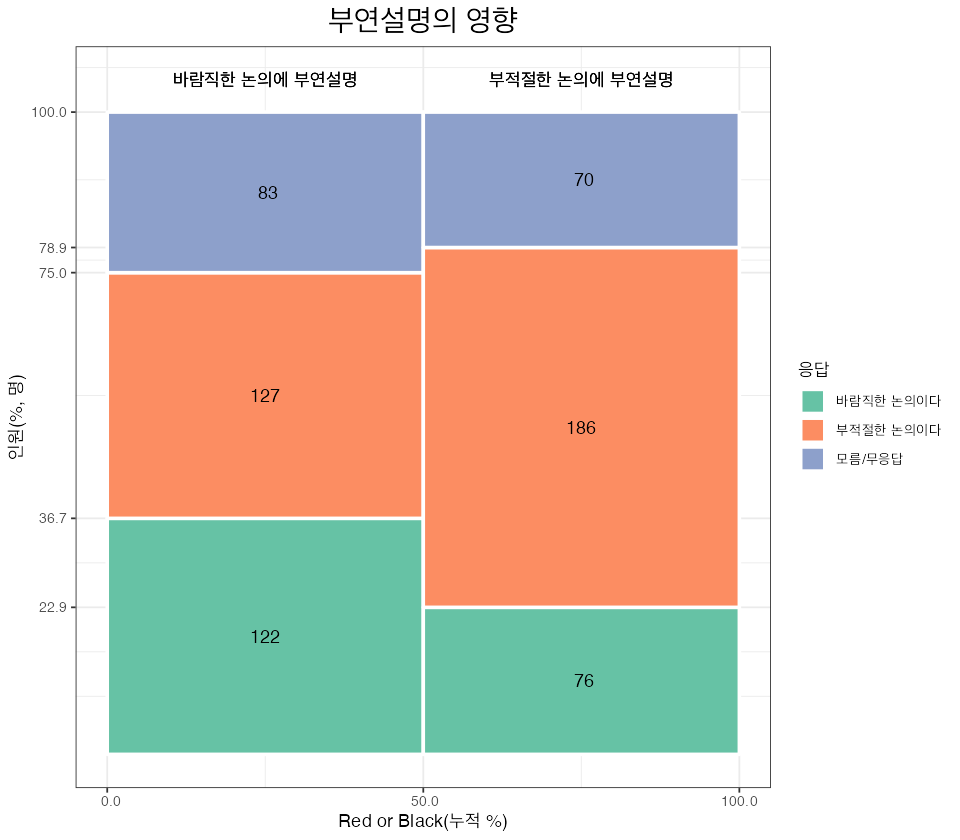 부연설명의 영향
바람직한 논의에 부연설명
부적절한 논의에 부연설명
100.0
78.9
75.0
36.7
22.9
인원(%, 명)
83
70
127
186
122
76
0.0
50.0
100.0
Red or Black(누적 %)
응답
바람직한 논의이다
부적절한 논의이다
모름/무응답